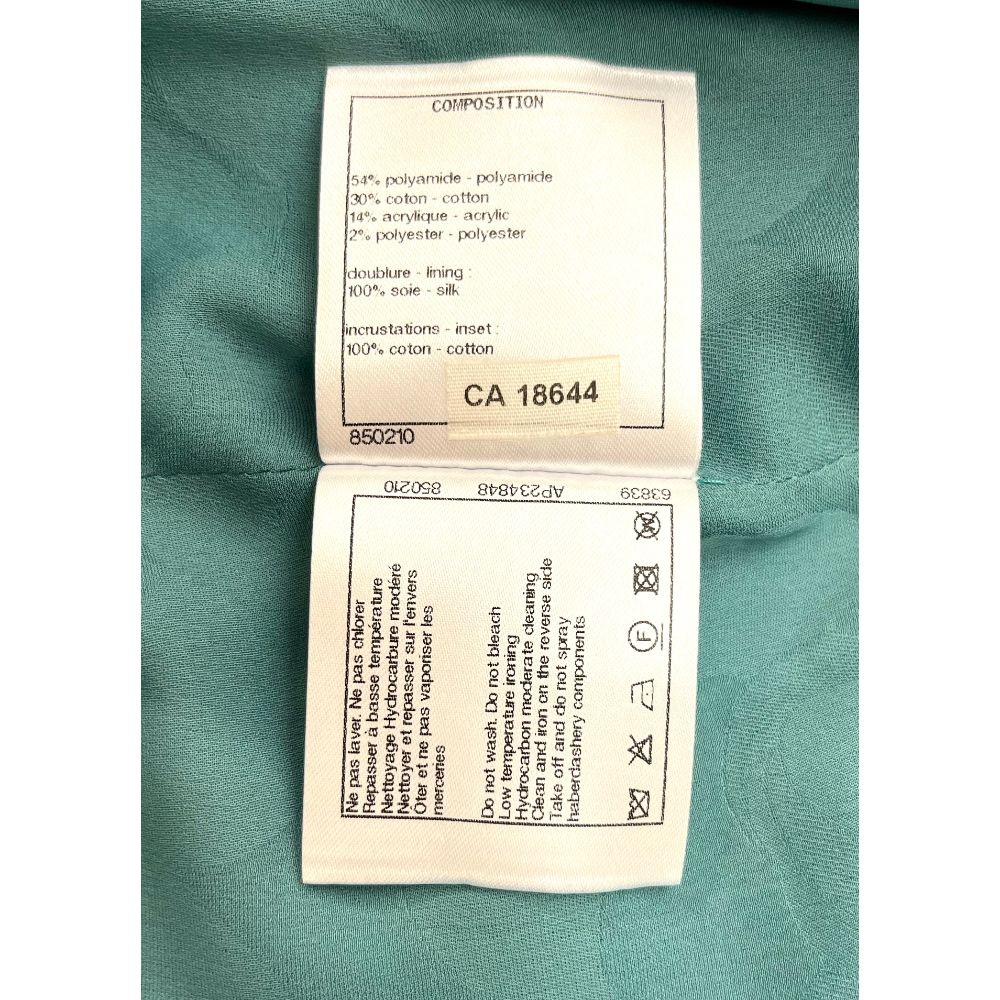 COMPOSITION
54% polyamide - polyamide
30% coton - cotton
14% acrylique - acrylic
2% polyester - polyester
doublure - lining :
100% soie - silk
incrustations - inset :
100% coton - cotton
CA 18644
850210
63839 AP234848 850210
Ne pas laver. Ne pas chlorer
Repasser à basse température
Nettoyage Hydrocarbure modéré
Nettoyer et repasser sur l'envers
Ôter et ne pas vaporiser les
merceries
Do not wash. Do not bleach
Low temperature ironing
Hydrocarbon moderate cleaning
Clean and iron on the reverse side
Take off and do not spray
haberdashery components
F